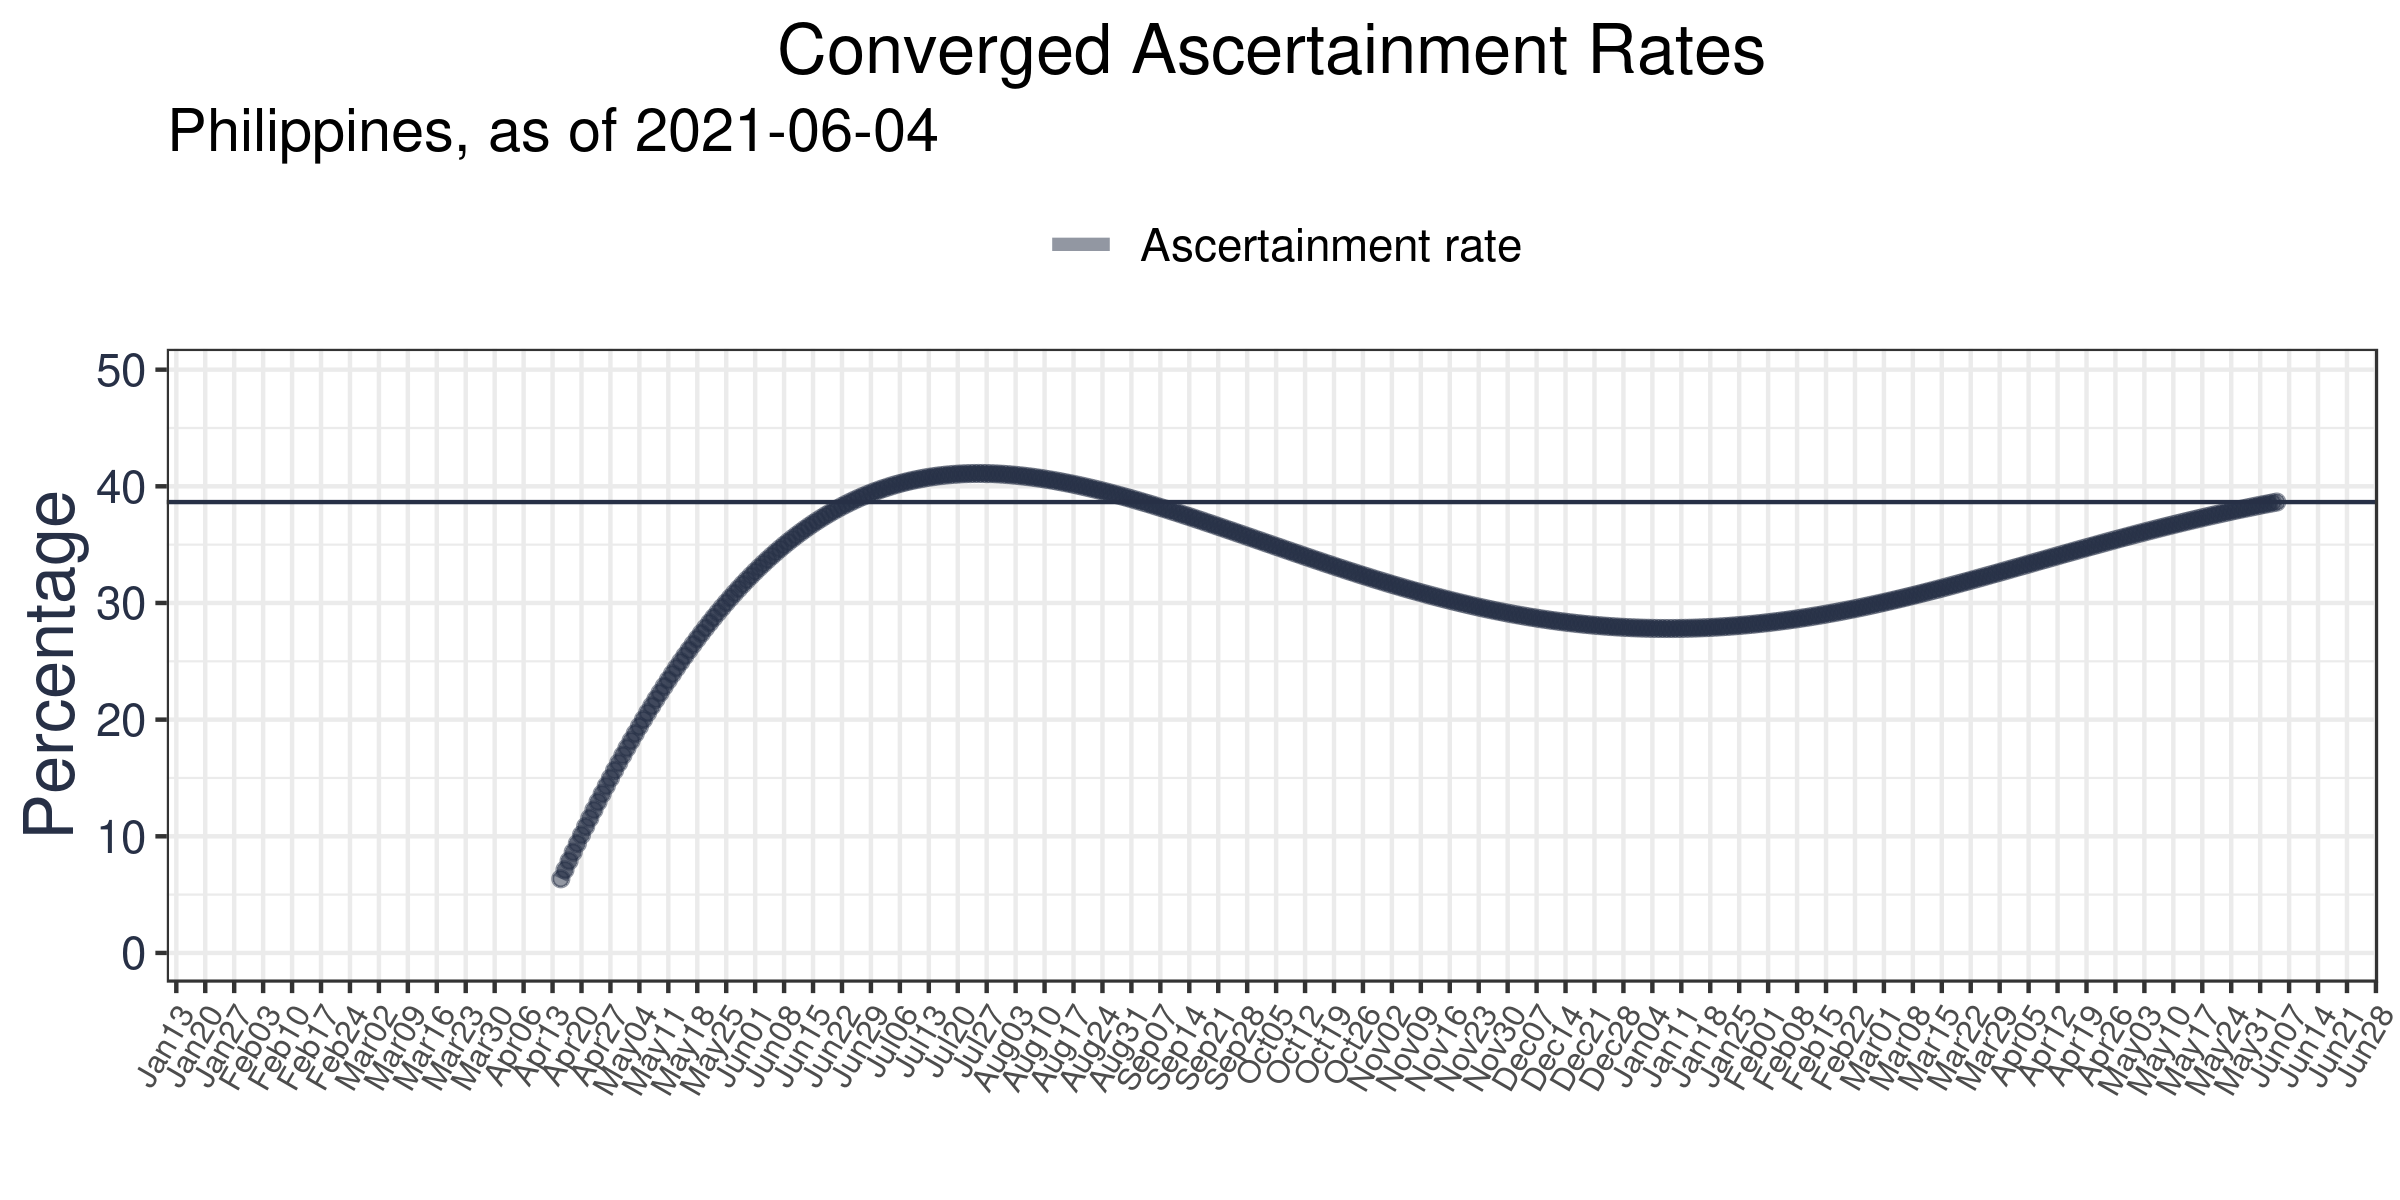 Converged Ascertainment Rates
Philippines, as of 2021-06-04
Ascertainment rate
Percentage
50
40
30
20
10
0
Jan13 Jan20 Jan27 Feb03 Feb10 Feb17 Feb24 Mar02 Mar09 Mar16 Mar23 Mar30 Apr06 Apr13 Apr20 Apr27 May04 May11 May18 May25 Jun01 Jun08 Jun15 Jun22 Jun29 Jul06 Jul13 Jul20 Jul27 Aug03 Aug10 Aug17 Aug24 Aug31 Sep07 Sep14 Sep21 Sep28 Oct05 Oct12 Oct19 Oct26 Nov02 Nov09 Nov16 Nov23 Nov30 Dec07 Dec14 Dec21 Dec28 Jan04 Jan11 Jan18 Jan25 Feb01 Feb08 Feb15 Feb22 Mar01 Mar08 Mar15 Mar22 Mar29 Apr05 Apr12 Apr19 Apr26 May03 May10 May17 May24 May31 Jun07 Jun14 Jun21 Jun28